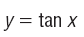 y = tan x